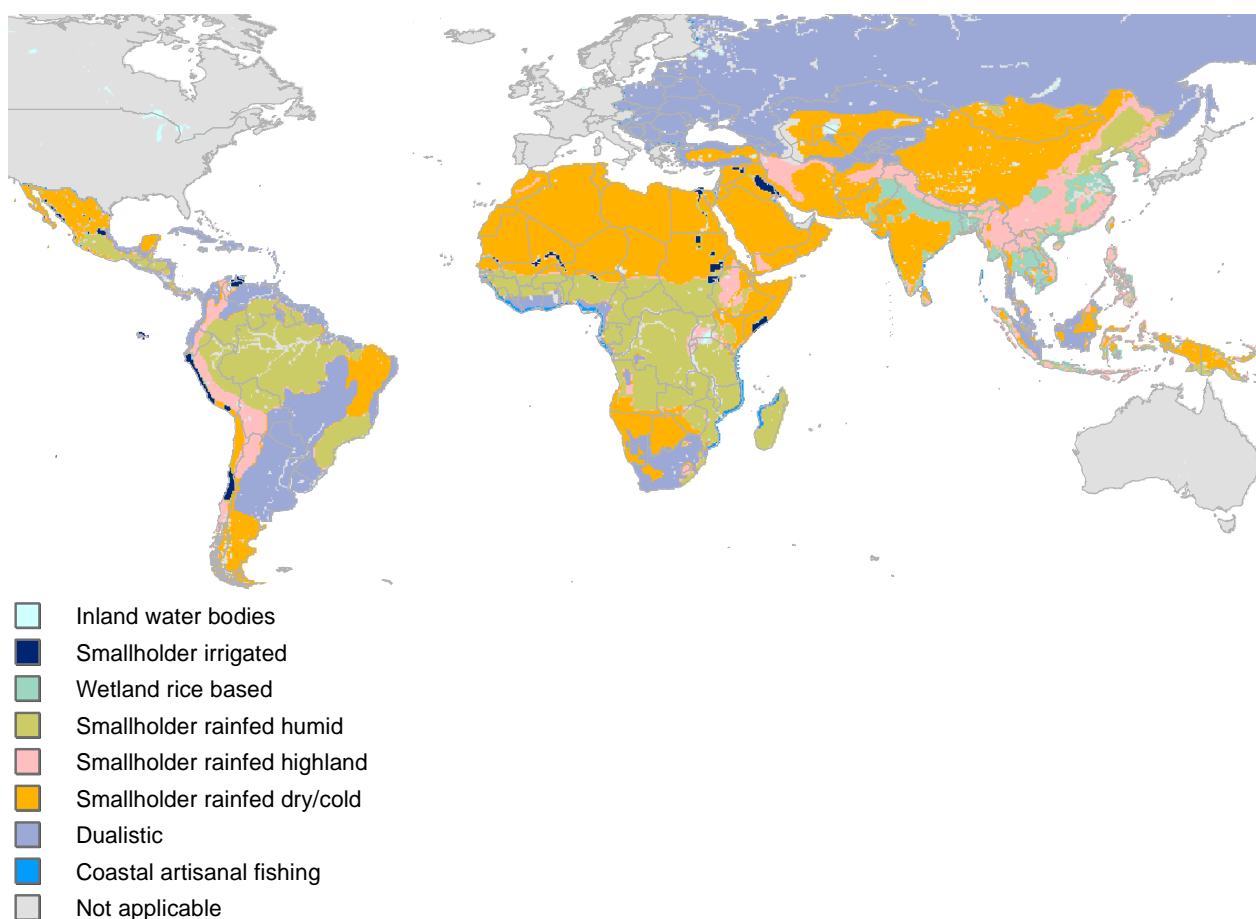 Inland water bodies
Smallholder irrigated
Wetland rice based
Smallholder rainfed humid
Smallholder rainfed highland
Smallholder rainfed dry/cold
Dualistic
Coastal artisanal fishing
Not applicable